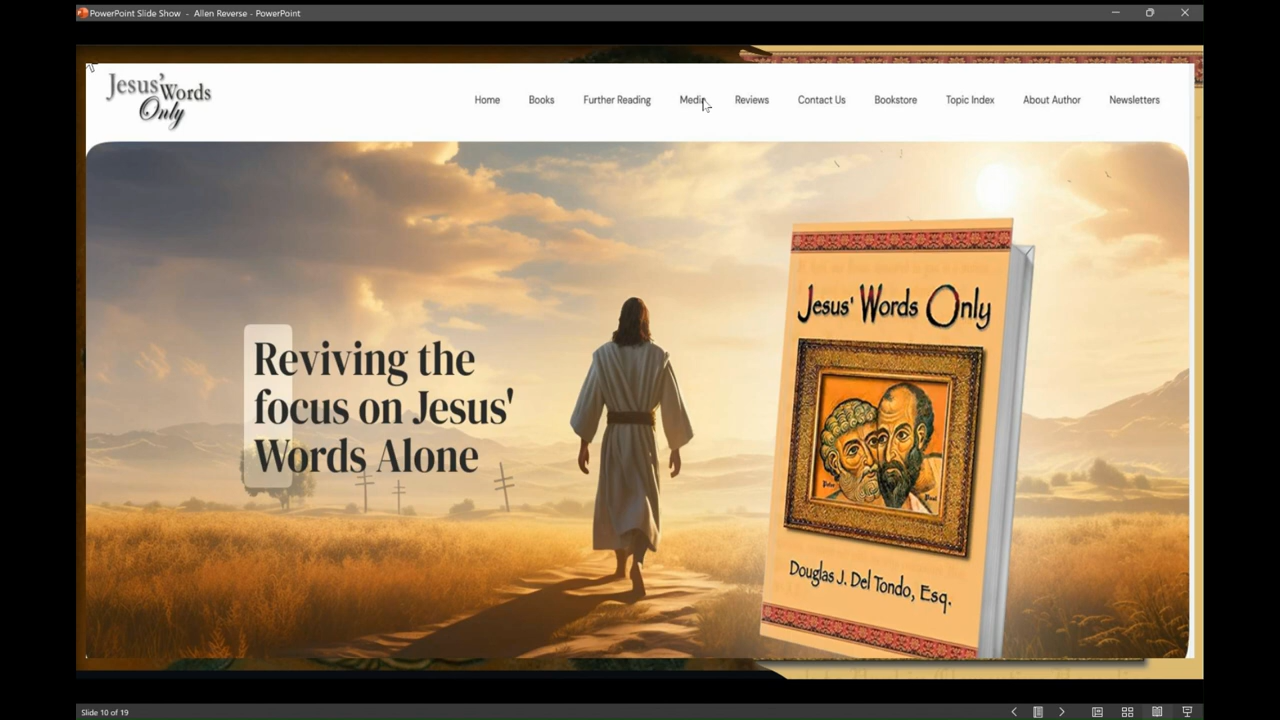 PowerPoint Slide Show - Allen Reverse - PowerPoint
Jesus' Words
Only
Home Books Further Reading Media Reviews Contact Us Bookstore Topic Index About Author Newsletters
Reviving the
focus on Jesus'
Words Alone
Jesus' Words Only
Petrus Paul
Douglas J. Del Tondo, Esq.
Slide 10 of 19